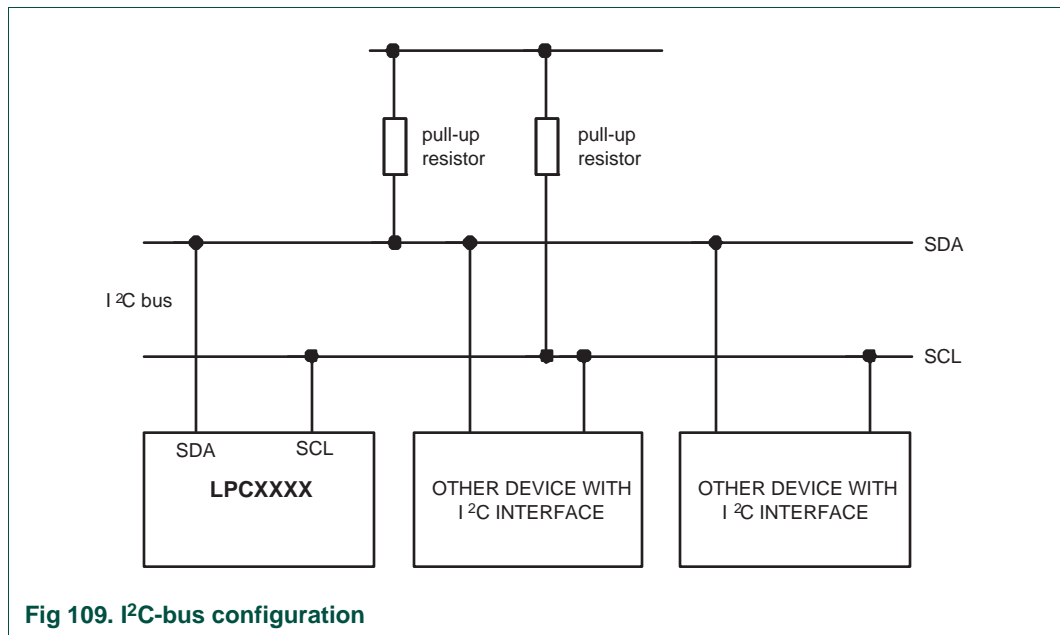 pull-up
resistor
pull-up
resistor
SDA
I ²C bus
SCL
SDA
SCL
LPCXXXX
OTHER DEVICE WITH
I ²C INTERFACE
OTHER DEVICE WITH
I ²C INTERFACE
Fig 109. I²C-bus configuration